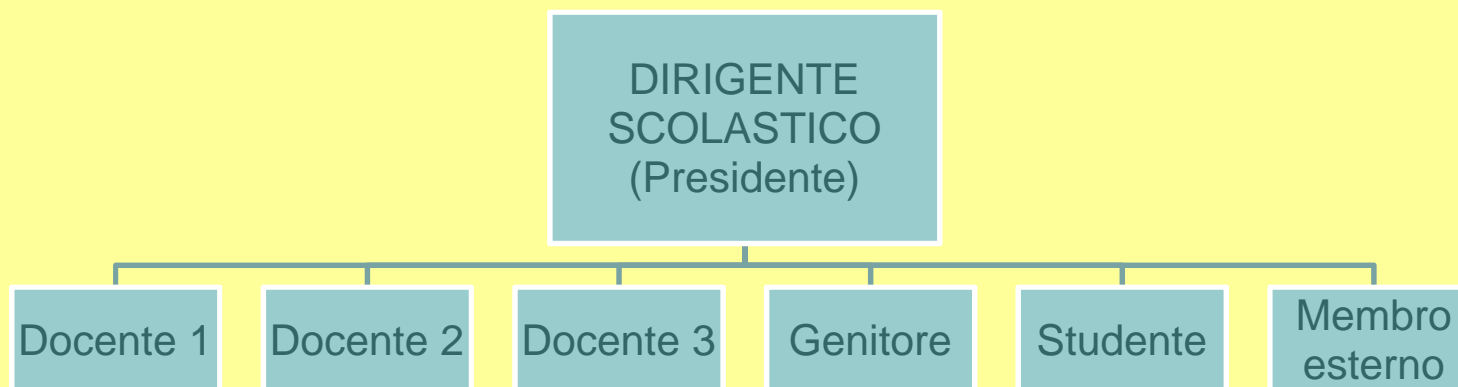 DIRIGENTE
SCOLASTICO
(Presidente)
Docente 1
Docente 2
Docente 3
Genitore
Studente
Membro
esterno